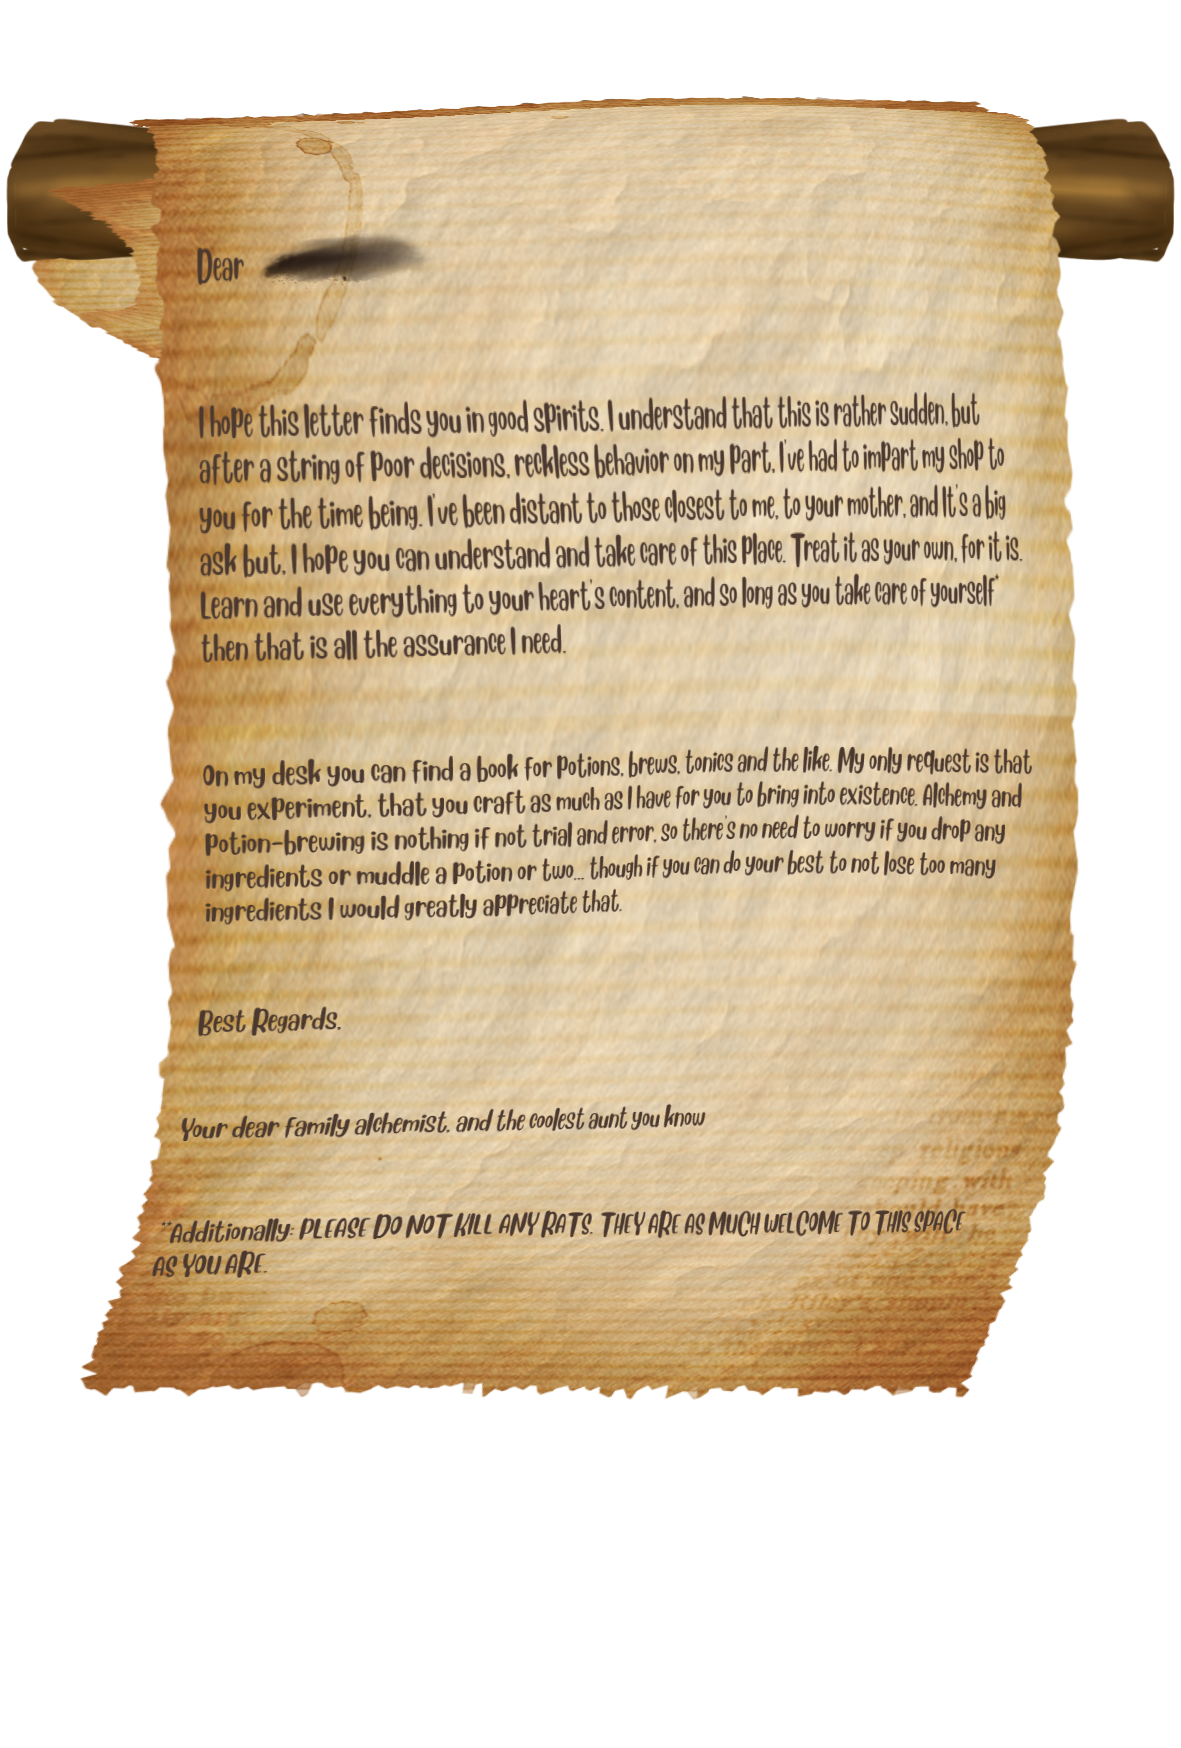 Dear
I hope this letter finds you in good spirits. I understand that this is rather sudden, but
after a string of poor decisions, reckless behavior on my part, I've had to impart my shop to
you for the time being. I've been distant to those closest to me, to your mother, and It's a big
ask but, I hope you can understand and take care of this place. Treat it as your own, for it is.
Learn and use everything to your heart's content, and so long as you take care of yourself*
then that is all the assurance I need.
On my desk you can find a book for potions, brews, tonics and the like. My only request is that
you experiment, that you craft as much as I have for you to bring into existence. Alchemy and
Potion-brewing is nothing if not trial and error, so there's no need to worry if you drop any
ingredients or muddle a potion or two... though if you can do your best to not lose too many
ingredients I would greatly appreciate that.
Best Regards,
Your dear family alchemist, and the coolest aunt you know
religions
with
"Additionally: PLEASE DO NOT KILL ANY RATS. THEY ARE AS MUCH WELCOME TO THIS SPACE
AS YOU ARE.